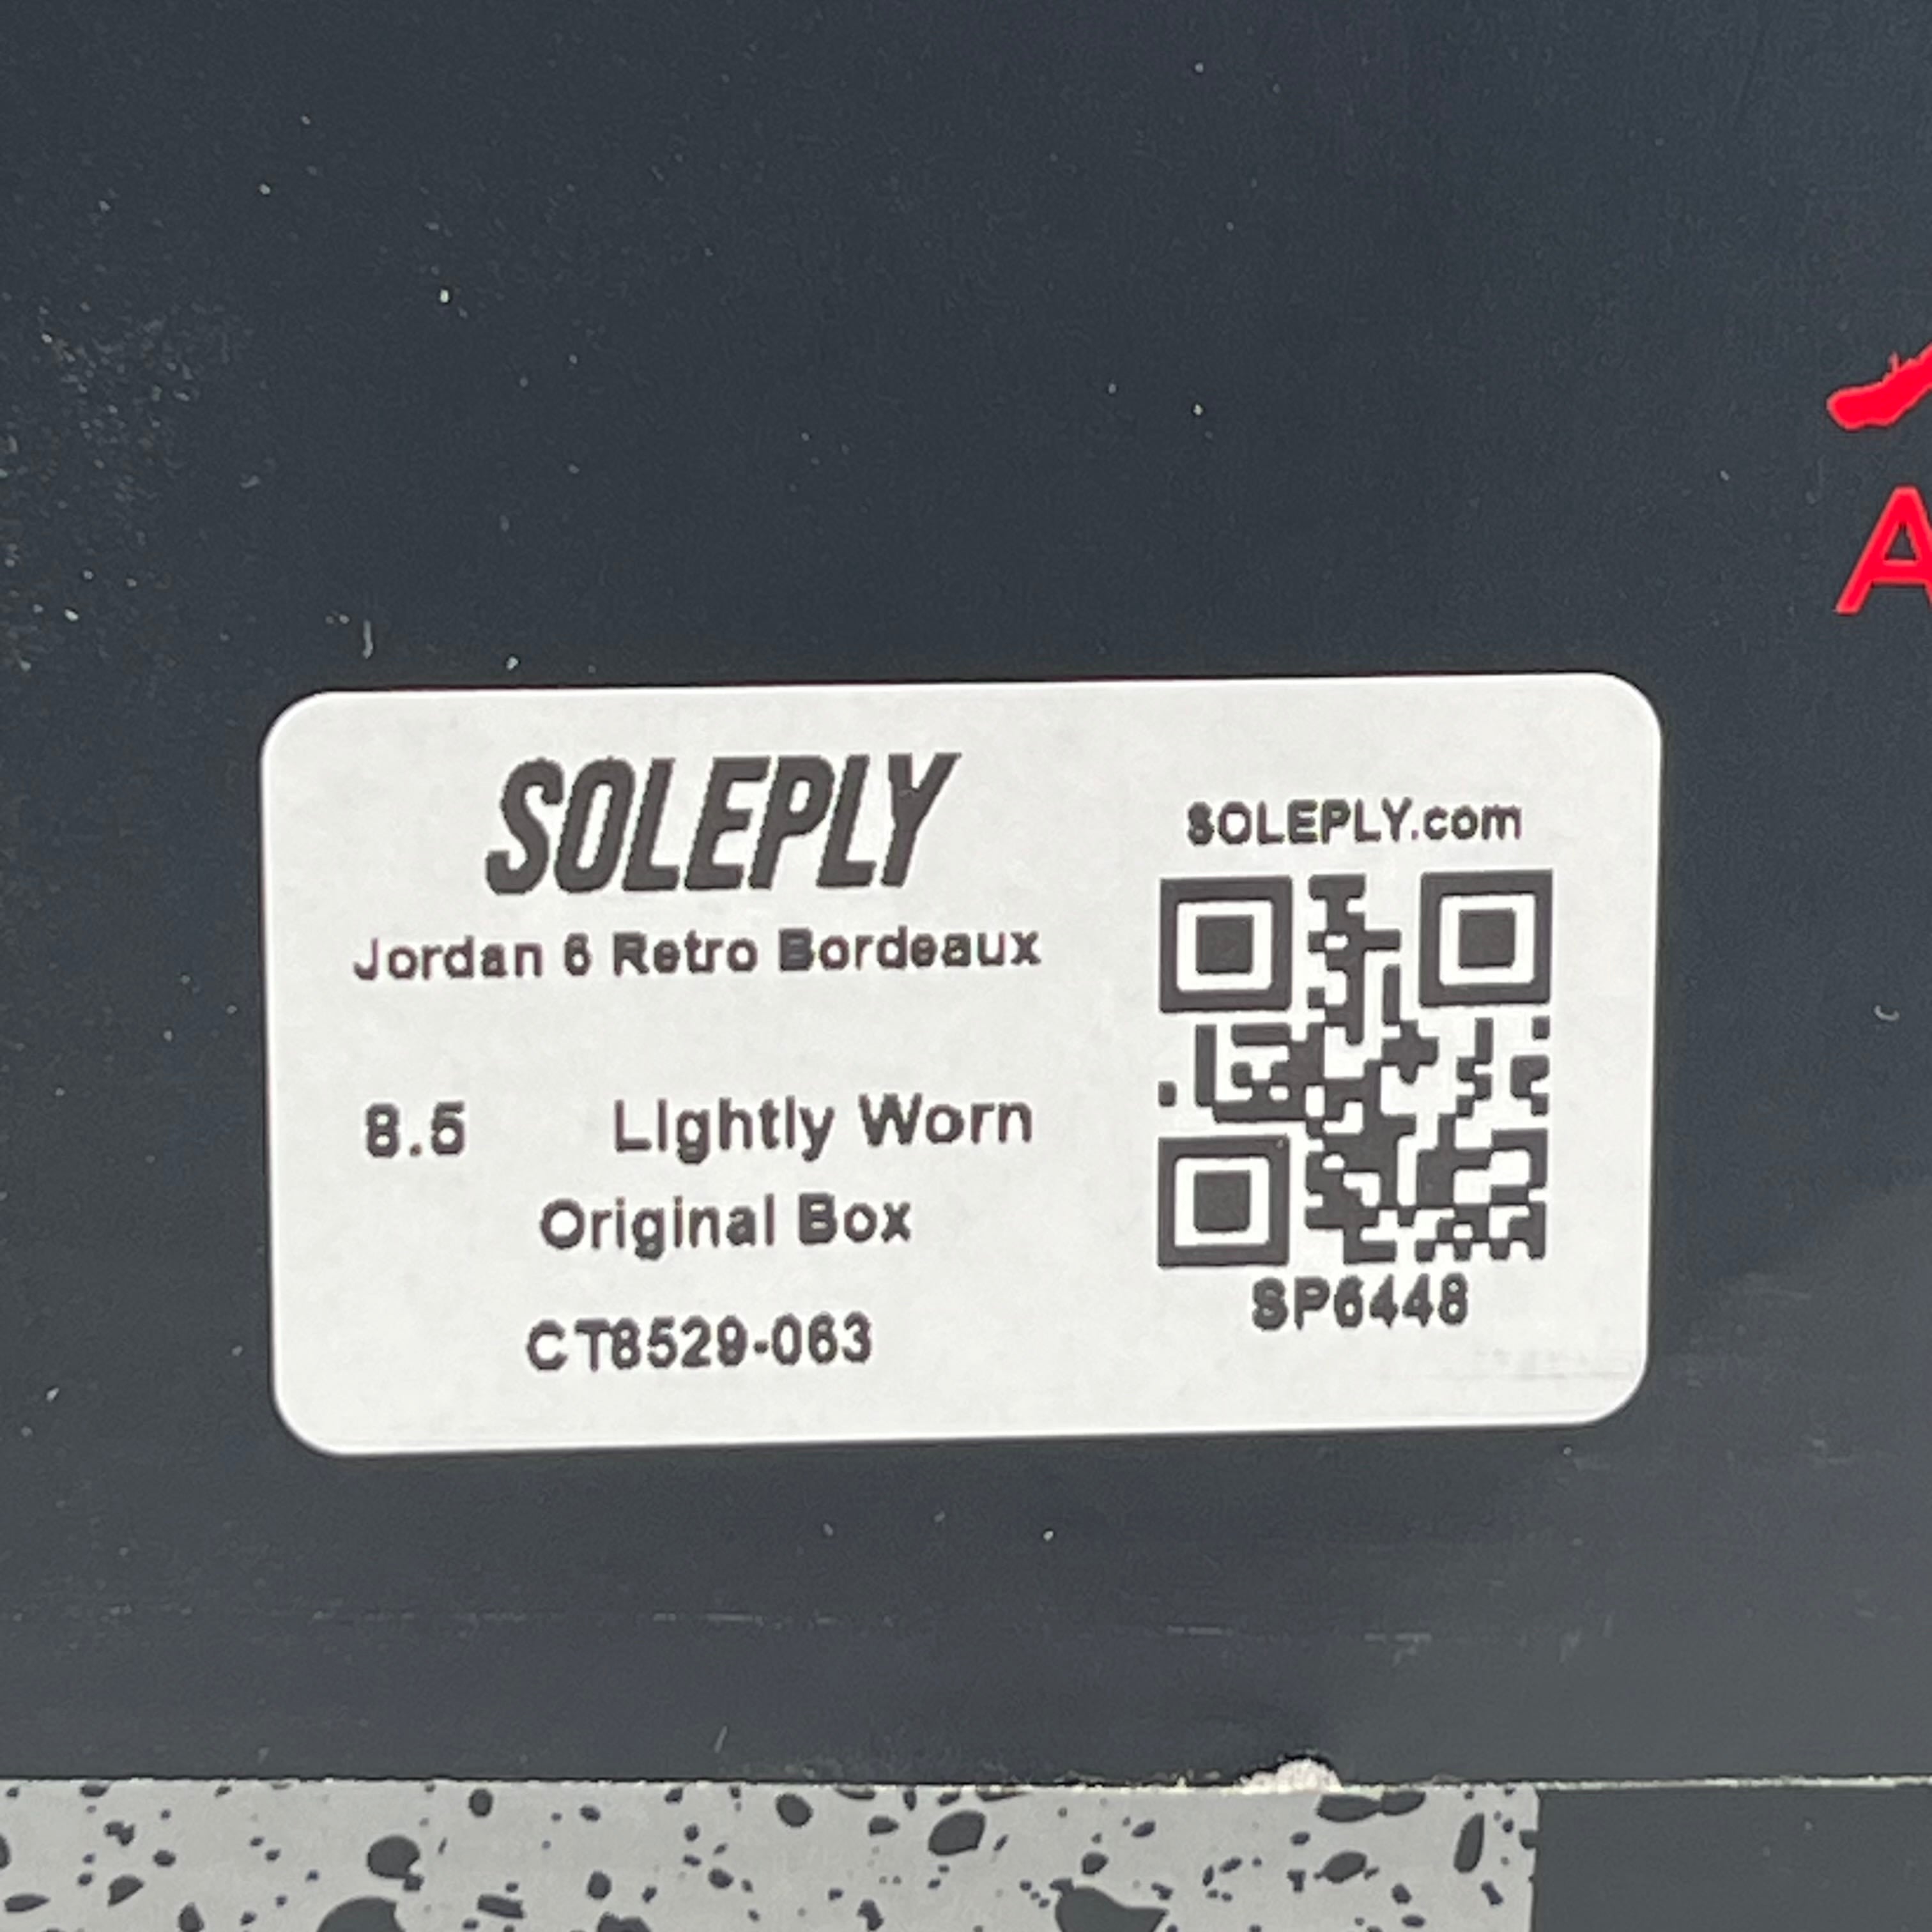 SOLEPLY
Jordan 6 Retro Bordeaux
8.5 Lightly Worn
Original Box
CT8529-063
SOLEPLY.com
SP6448
A